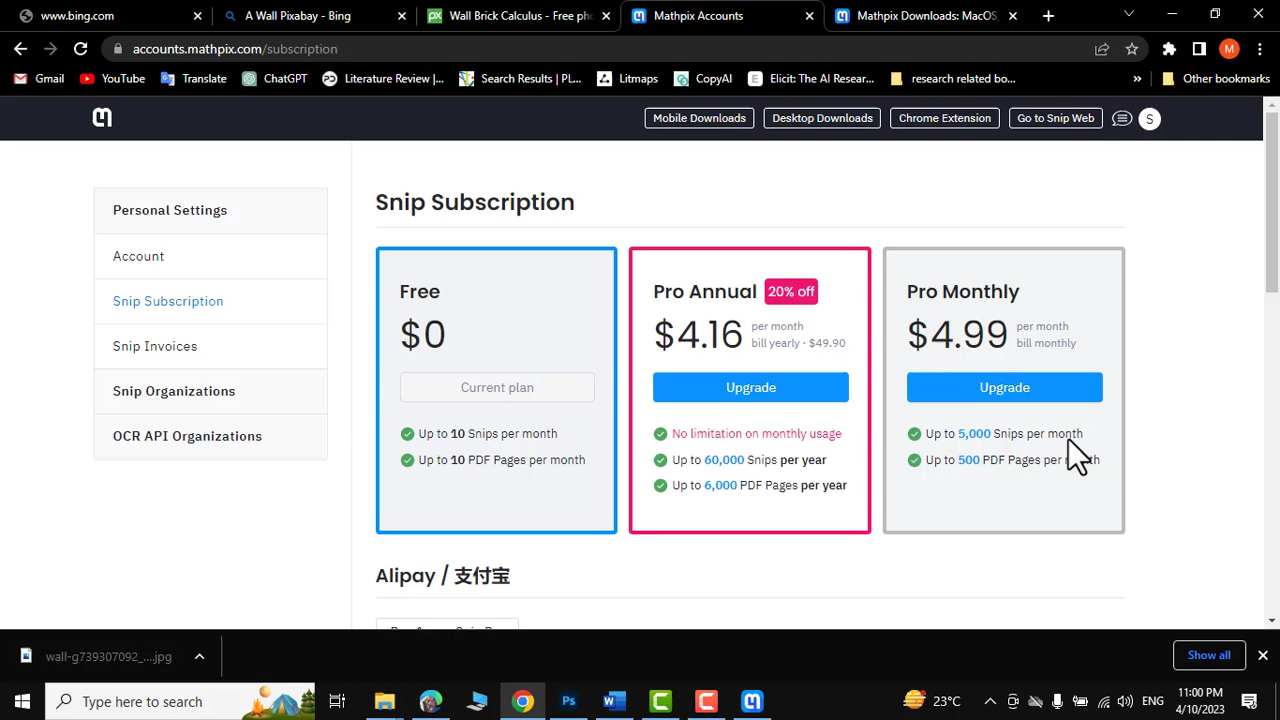 www.bing.com
A Wall Pixabay - Bing
Wall Brick Calculus - Free pho
Mathpix Accounts
Mathpix Downloads: MacOS,
accounts.mathpix.com/subscription
M
Gmail
YouTube
Translate
ChatGPT
Literature Review |...
Search Results | PL...
Litmaps
CopyAI
Elicit: The AI Resear...
research related bo...
Other bookmarks
Mobile Downloads
Desktop Downloads
Chrome Extension
Go to Snip Web
S
Personal Settings
Account
Snip Subscription
Snip Invoices
Snip Organizations
OCR API Organizations
Snip Subscription
Free
$0
Current plan
Up to 10 Snips per month
Up to 10 PDF Pages per month
Pro Annual 20% off
$4.16 per month
bill yearly · $49.90
Upgrade
No limitation on monthly usage
Up to 60,000 Snips per year
Up to 6,000 PDF Pages per year
Pro Monthly
$4.99 per month
bill monthly
Upgrade
Up to 5,000 Snips per month
Up to 500 PDF Pages per month
Alipay / 支付宝
wall-g739307092_....jpg
Show all
Type here to search
23°C
ENG
11:00 PM
4/10/2023